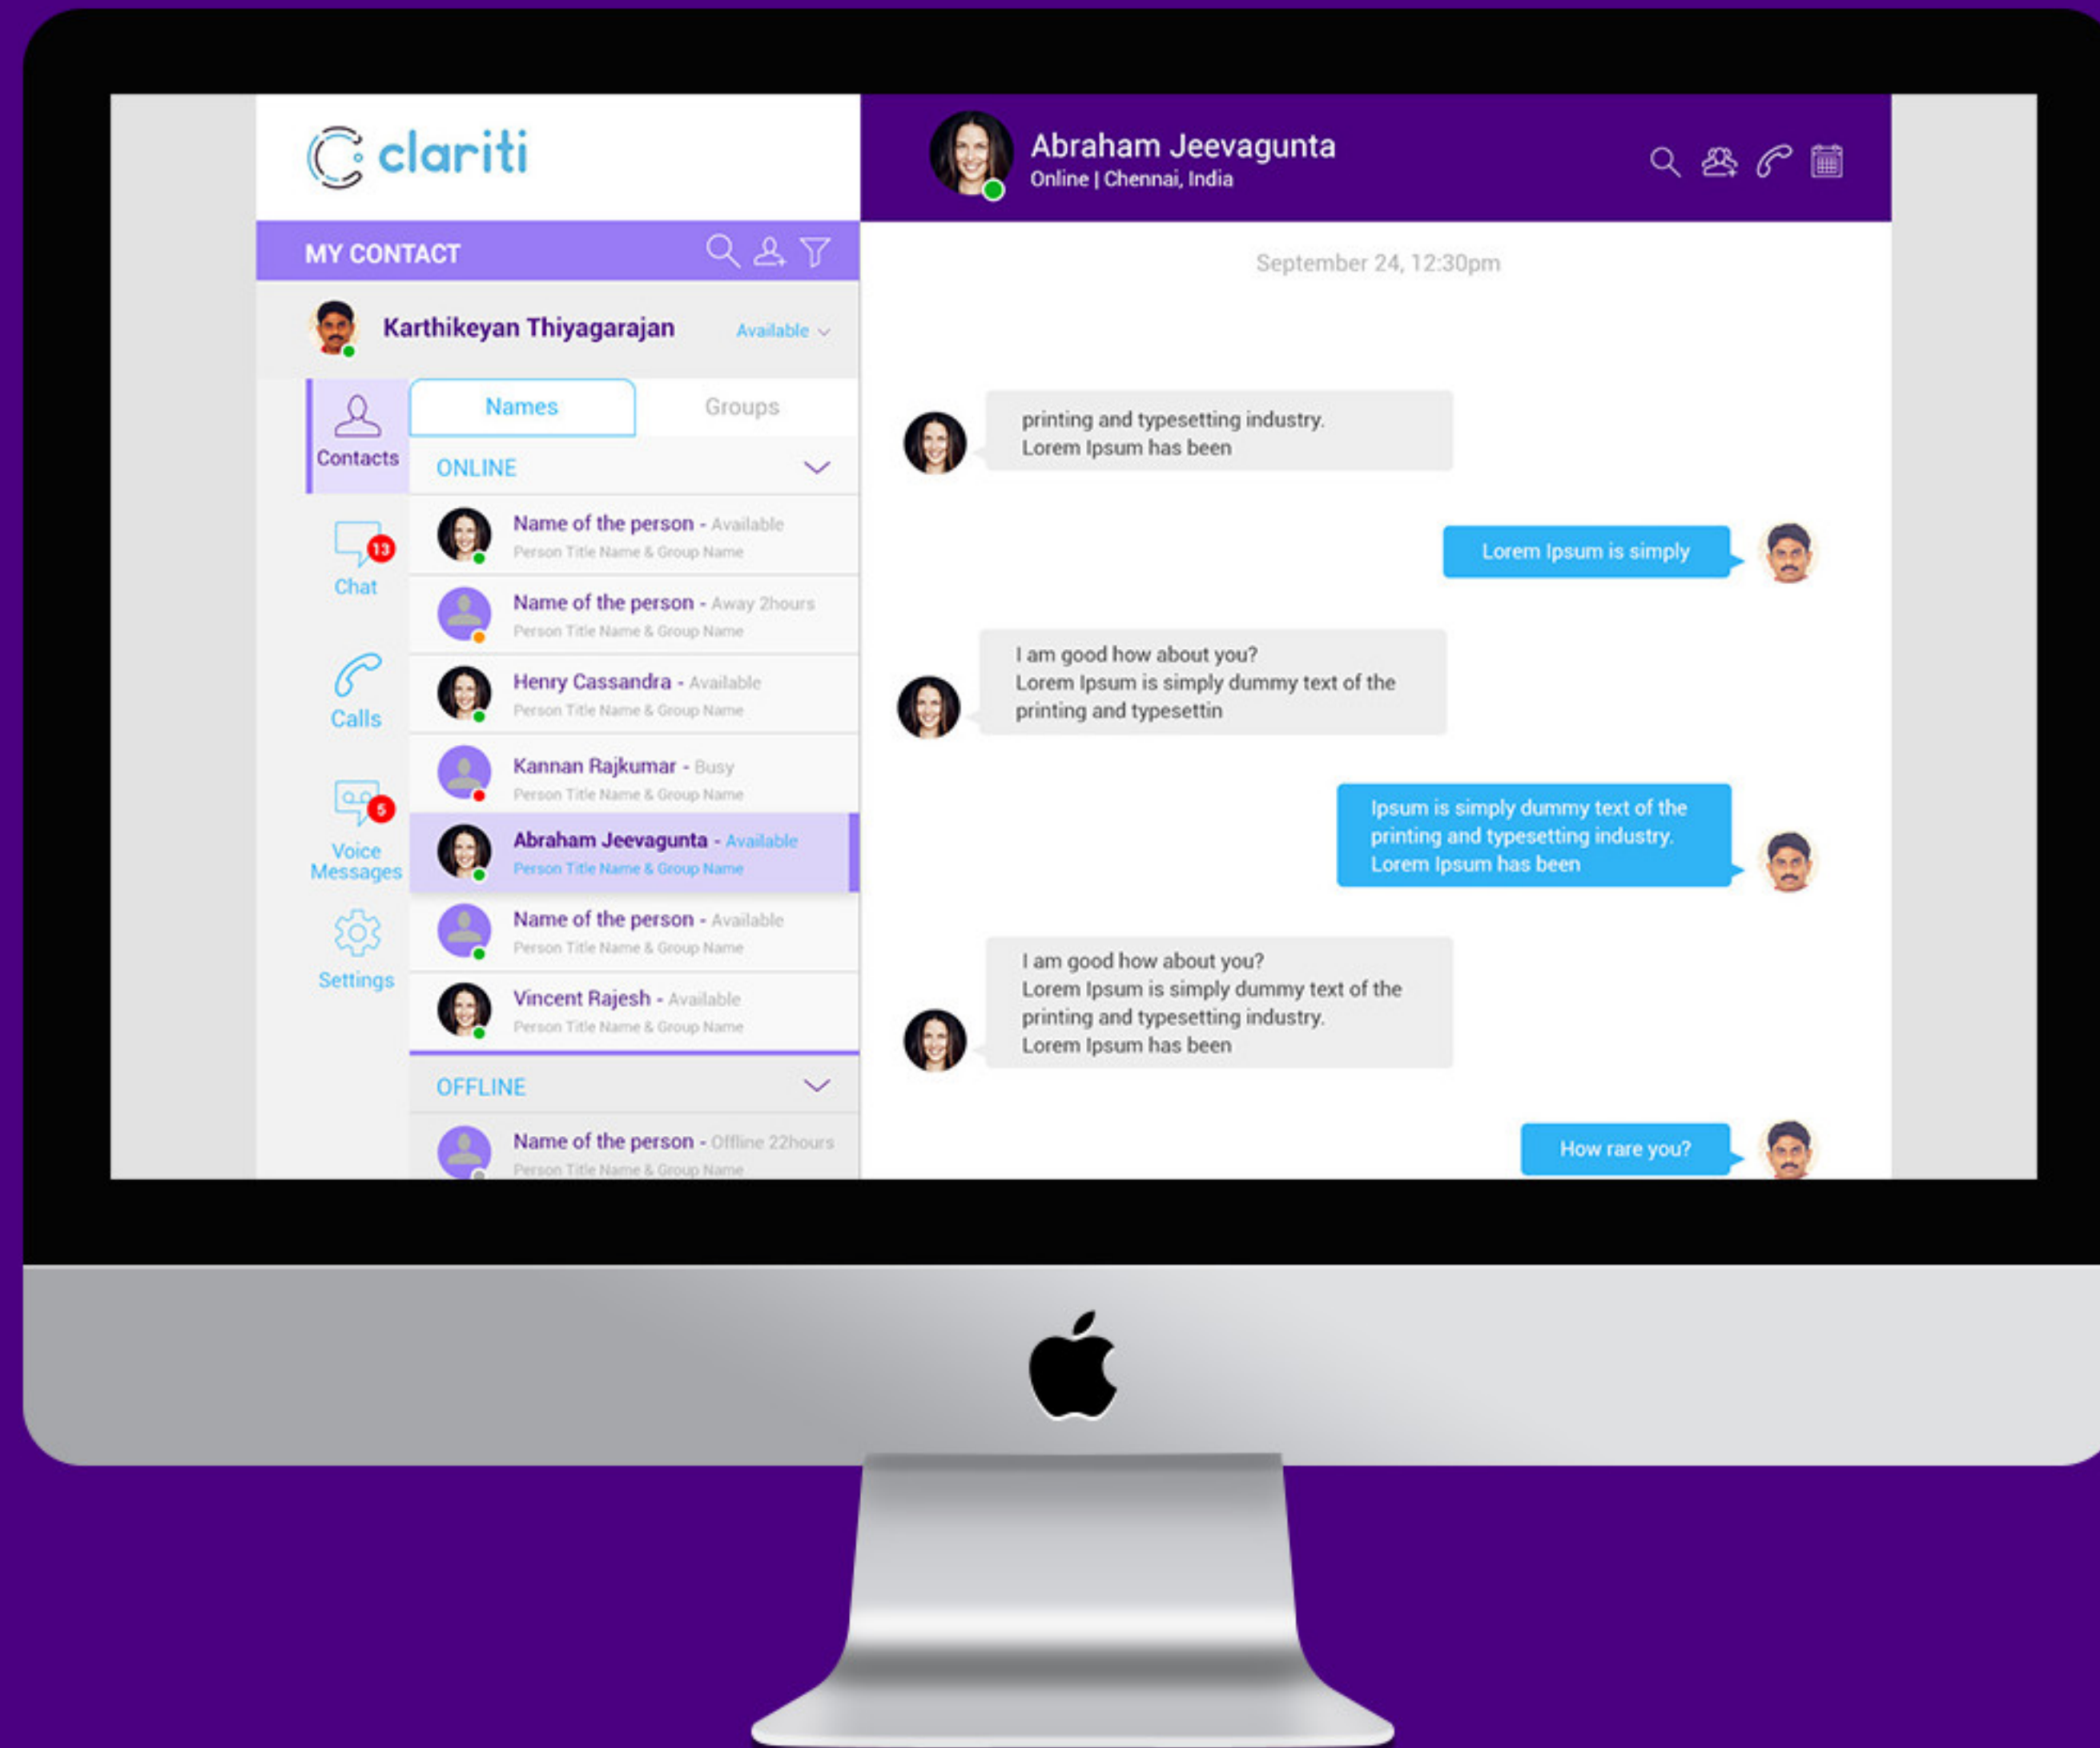 clariti
MY CONTACT
Karthikeyan Thiyagarajan
Available
Contacts
13
Chat
Calls
5
Voice
Messages
Settings
Names
Groups
ONLINE
Name of the person - Available
Person Title Name & Group Name
Name of the person - Away 2hours
Person Title Name & Group Name
Henry Cassandra - Available
Person Title Name & Group Name
Kannan Rajkumar - Busy
Person Title Name & Group Name
Abraham Jeevagunta - Available
Person Title Name & Group Name
Name of the person - Available
Person Title Name & Group Name
Vincent Rajesh - Available
Person Title Name & Group Name
OFFLINE
Name of the person - Offline 22hours
Person Title Name & Group Name
Abraham Jeevagunta
Online | Chennai, India
September 24, 12:30pm
printing and typesetting industry.
Lorem Ipsum has been
Lorem Ipsum is simply
I am good how about you?
Lorem Ipsum is simply dummy text of the
printing and typesettin
Ipsum is simply dummy text of the
printing and typesetting industry.
Lorem Ipsum has been
I am good how about you?
Lorem Ipsum is simply dummy text of the
printing and typesetting industry.
Lorem Ipsum has been
How rare you?